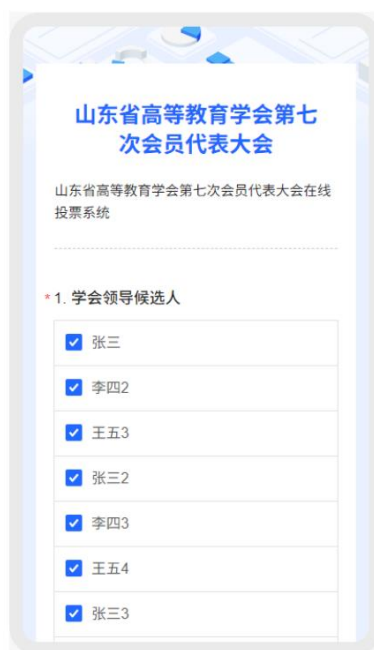 山东省高等教育学会第七
次会员代表大会
山东省高等教育学会第七次会员代表大会在线
投票系统
* 1. 学会领导候选人
张三
李四2
王五3
张三2
李四3
王五4
张三3